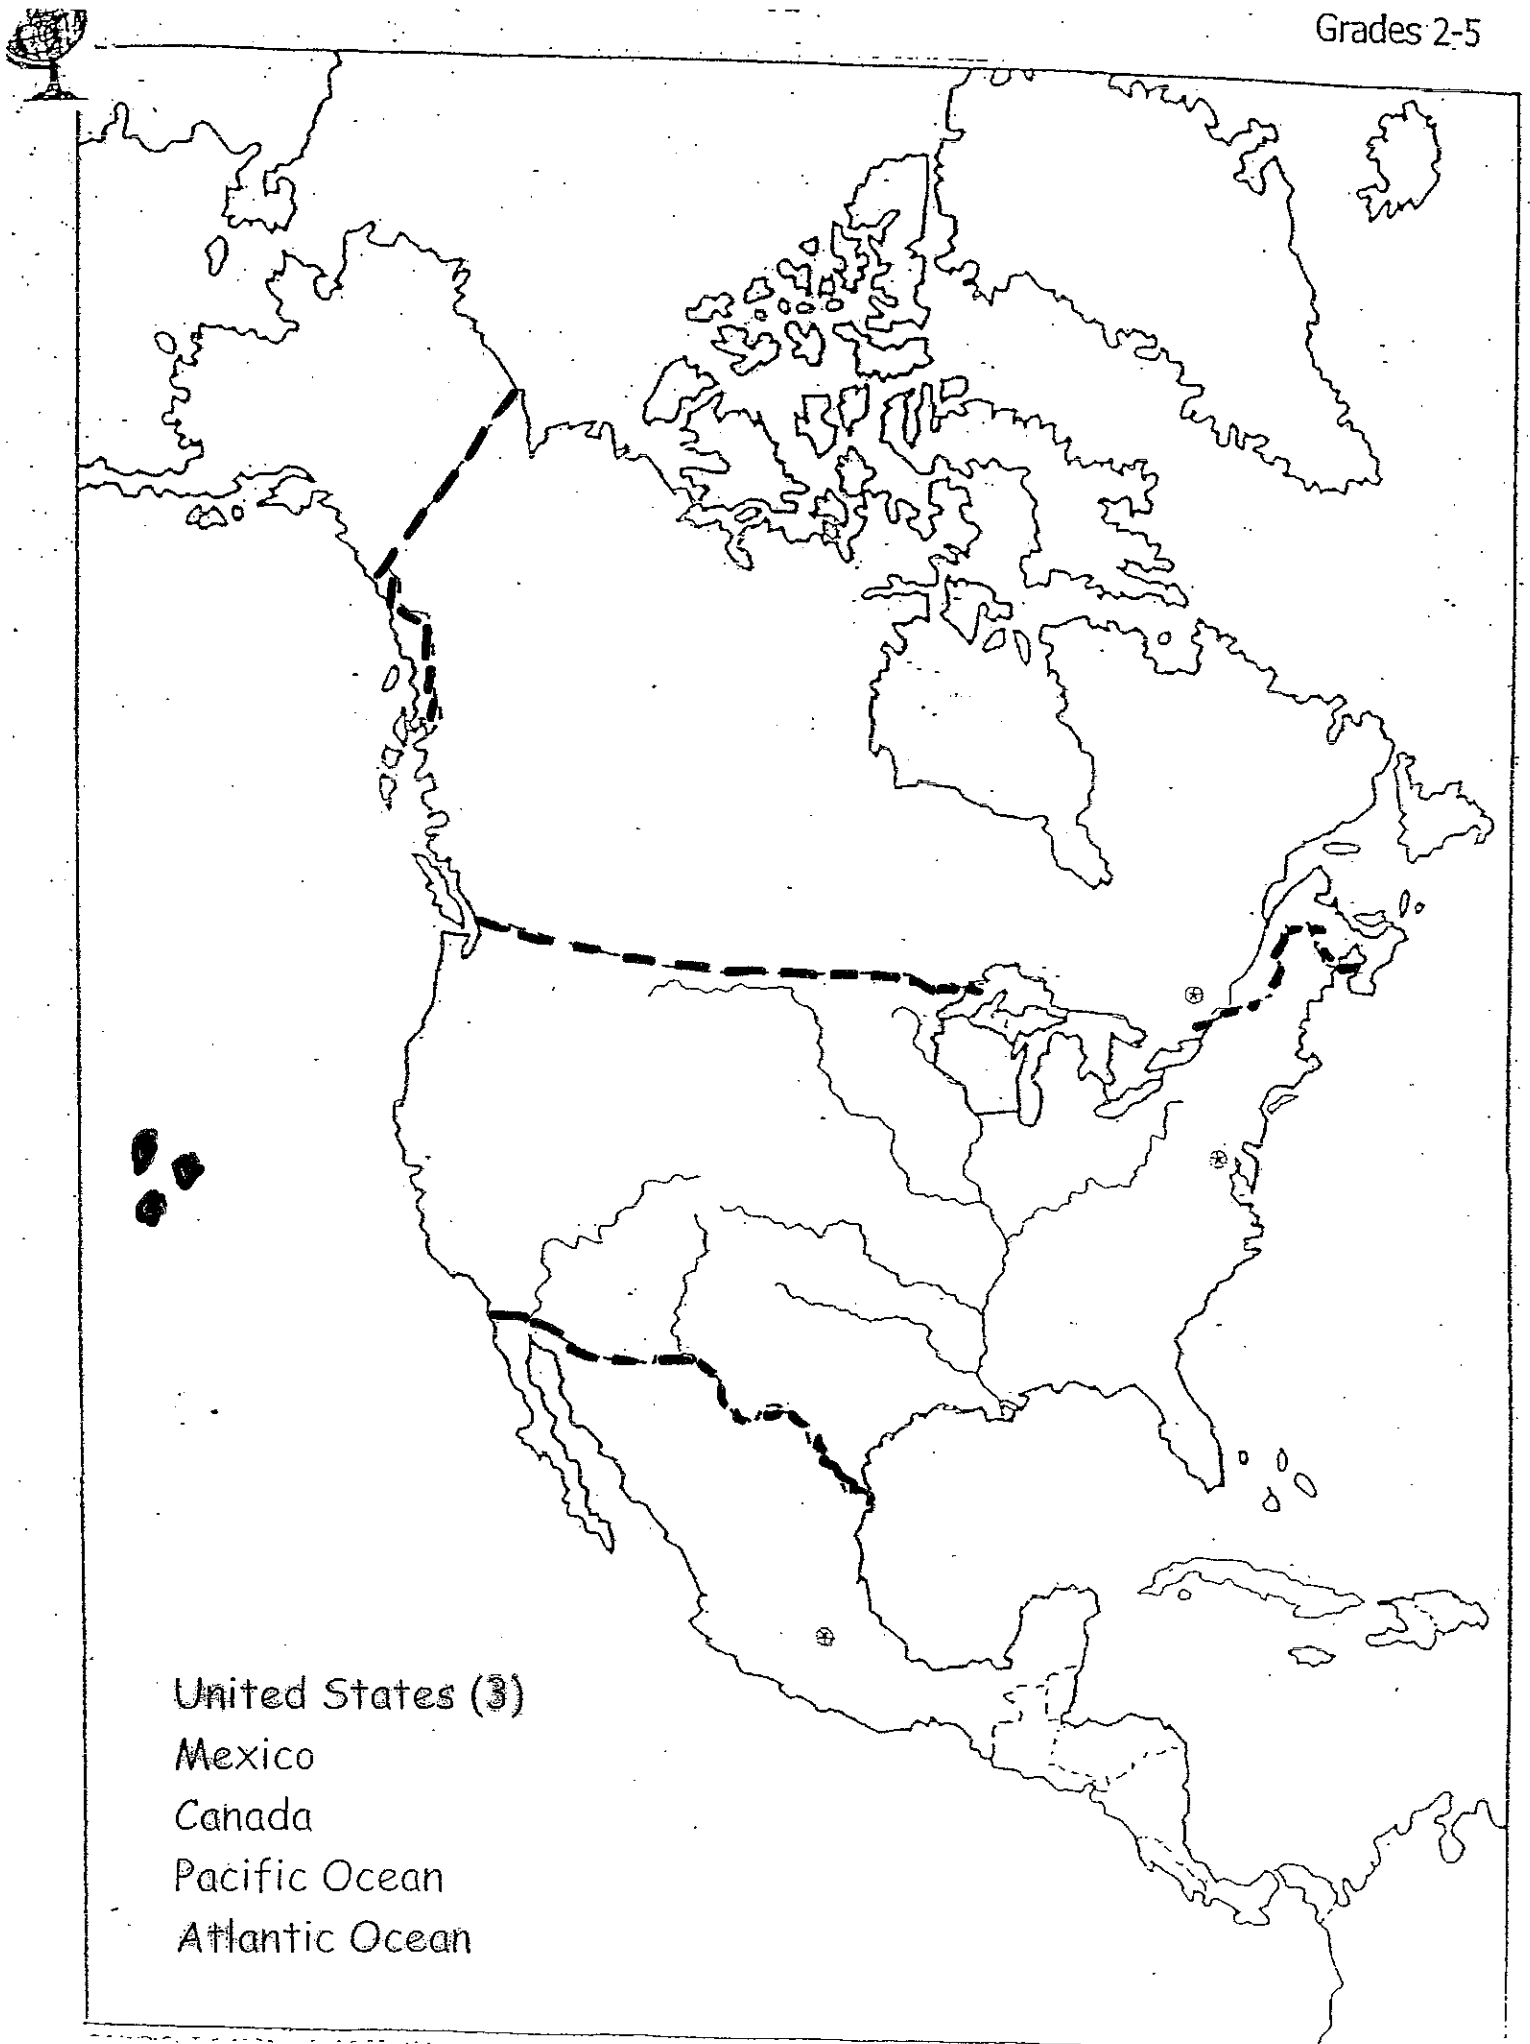 Grades 2-5
United States (3)
Mexico
Canada
Pacific Ocean
Atlantic Ocean